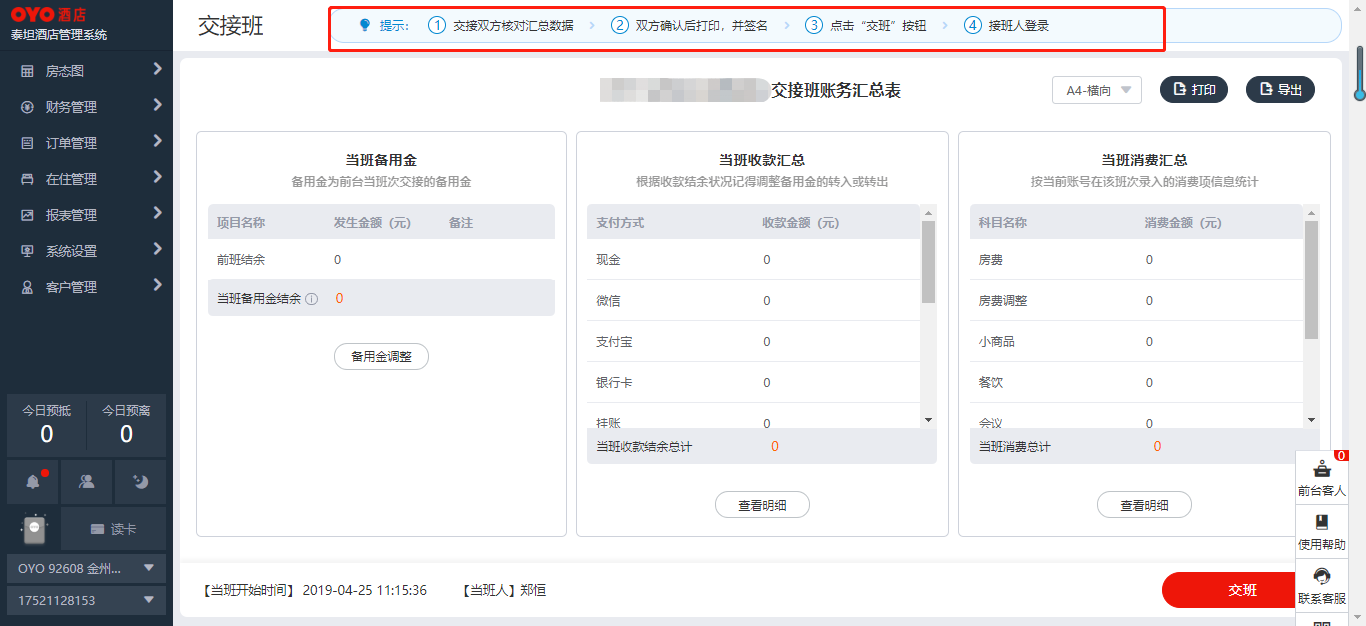 OYO 酒店
泰坦酒店管理系统
房态图
财务管理
订单管理
在住管理
报表管理
系统设置
客户管理
今日预抵 今日预离
0 0
读卡
OYO 92608 金州...
17521128153
交接班
提示: 1 交接双方核对汇总数据 2 双方确认后打印，并签名 3 点击“交班”按钮 4 接班人登录
交接班账务汇总表
A4-横向
打印
导出
当班备用金
备用金为前台当班次交接的备用金
项目名称 发生金额（元） 备注
前班结余 0
当班备用金结余 0
备用金调整
当班收款汇总
根据收款结余状况记得调整备用金的转入或转出
支付方式 收款金额（元）
现金 0
微信 0
支付宝 0
银行卡 0
挂账 0
当班收款结余总计 0
查看明细
当班消费汇总
按当前账号在该班次录入的消费项信息统计
科目名称 消费金额（元）
房费 0
房费调整 0
小商品 0
餐饮 0
会议 0
当班消费总计 0
查看明细
【当班开始时间】 2019-04-25 11:15:36 【当班人】郑恒
交班
0
前台客人
使用帮助
联系客服